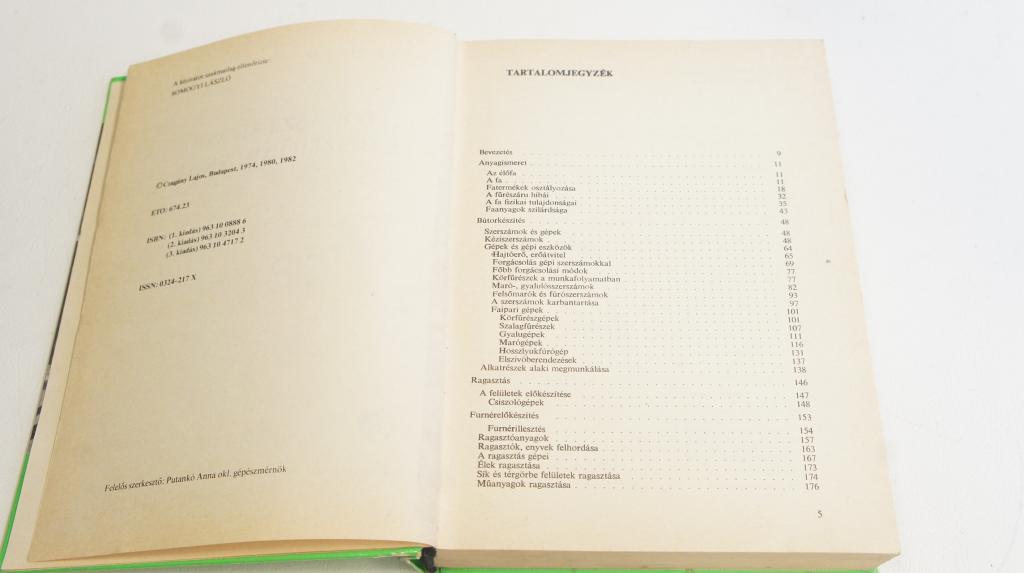 A kéziratot szakmailag ellenőrizte:
SOMOGYI LÁSZLÓ
© Csagány Lajos, Budapest, 1974, 1980, 1982
ETO: 674.23
ISBN: (1. kiadás) 963 10 0888 6
(2. kiadás) 963 10 3204 3
(3. kiadás) 963 10 4717 2
ISSN: 0324-217 X
Felelős szerkesztő: Putankó Anna okl. gépészmérnök
TARTALOMJEGYZÉK
Bevezetés 9
Anyagismeret 11
Az élőfa 11
A fa 11
Fatermékek osztályozása 18
A fűrészáru hibái 32
A fa fizikai tulajdonságai 35
Faanyagok szilárdsága 43
Bútorkészítés 48
Szerszámok és gépek 48
Kéziszerszámok 48
Gépek és gépi eszközök 64
Hajtóerő, erőátvitel 65
Forgácsolás gépi szerszámokkal 69
Főbb forgácsolási módok 77
Körfűrészek a munkafolyamatban 77
Maró-, gyalulószerszámok 82
Felsőmarók és fúrószerszámok 93
A szerszámok karbantartása 97
Faipari gépek 101
Körfűrészgépek 101
Szalagfűrészek 107
Gyalugépek 111
Marógépek 116
Hosszlyukfúrógép 131
Elszívóberendezések 137
Alkatrészek alaki megmunkálása 138
Ragasztás 146
A felületek előkészítése 147
Csiszológépek 148
Furnérelőkészítés 153
Furnérillesztés 154
Ragasztóanyagok 157
Ragasztók, enyvek felhordása 163
A ragasztás gépei 167
Élek ragasztása 173
Sík és térgörbe felületek ragasztása 174
Műanyagok ragasztása 176
5